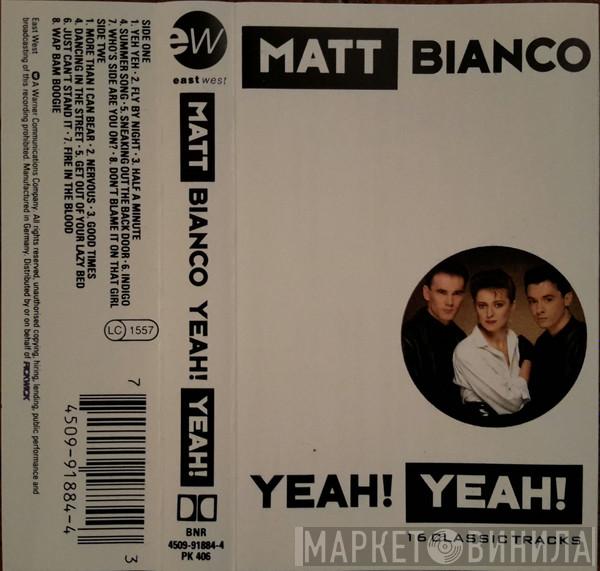 MATT BIANCO
YEAH! YEAH!
16 CLASSIC TRACKS
МАРКЕТ ВИНИЛА
ew
eastwest
MATT BIANCO YEAH! YEAH!
BNR
4509-91884-4
PK 406
SIDE ONE
1. YEH YEH · 2. FLY BY NIGHT · 3. HALF A MINUTE
4. SUMMER SONG · 5. SNEAKING OUT THE BACK DOOR · 6. INDIGO
7. WHO'S SIDE ARE YOU ON? · 8. DON'T BLAME IT ON THAT GIRL
SIDE TWO
1. MORE THAN I CAN BEAR · 2. NERVOUS · 3. GOOD TIMES
4. DANCING IN THE STREET · 5. GET OUT OF YOUR LAZY BED
6. JUST CAN'T STAND IT · 7. FIRE IN THE BLOOD
8. WAP BAM BOOGIE
LC 1557
East West A Warner Communications Company. All rights reserved, unauthorised copying, hiring, lending, public performance and
broadcasting of this recording prohibited. Manufactured in Germany. Distributed by or on behalf of PICKWICK
7 4509-91884-4 3